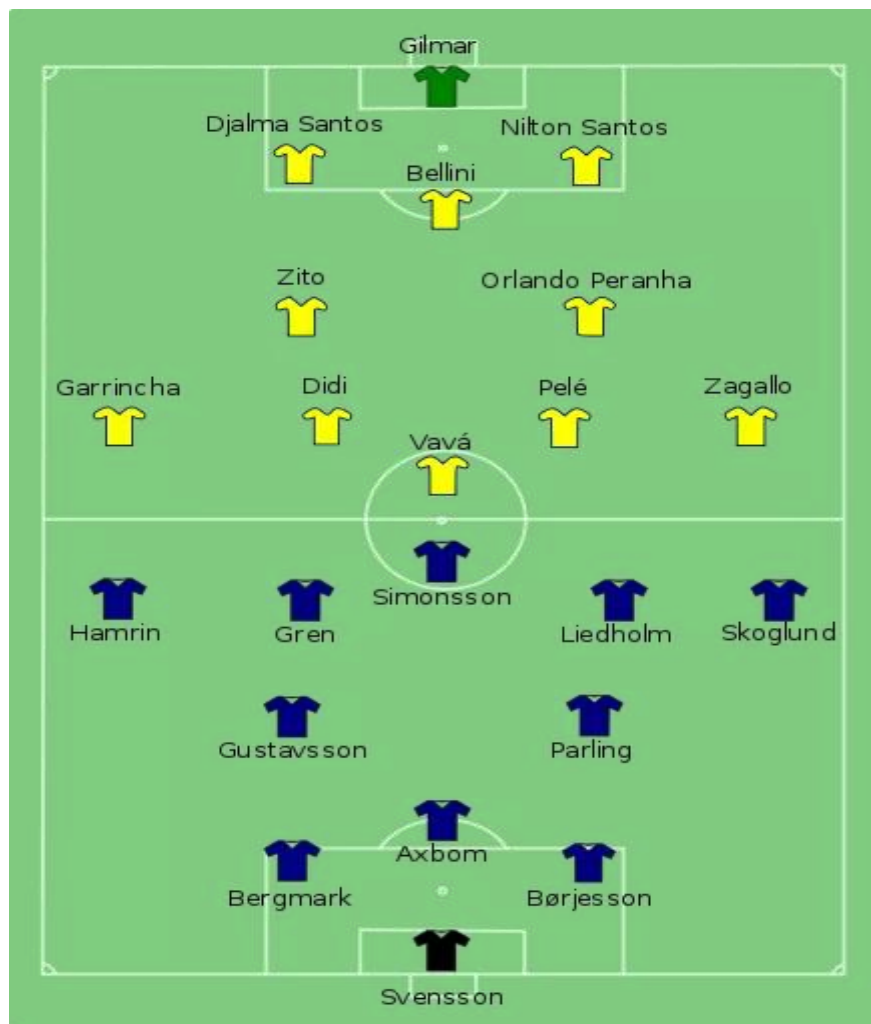 Gilmar
Djalma Santos
Nilton Santos
Bellini
Zito
Orlando Peranha
Garrincha
Didi
Pelé
Zagallo
Vavá
Simonsson
Hamrin
Gren
Liedholm
Skoglund
Gustavsson
Parling
Axbom
Bergmark
Børjesson
Svensson